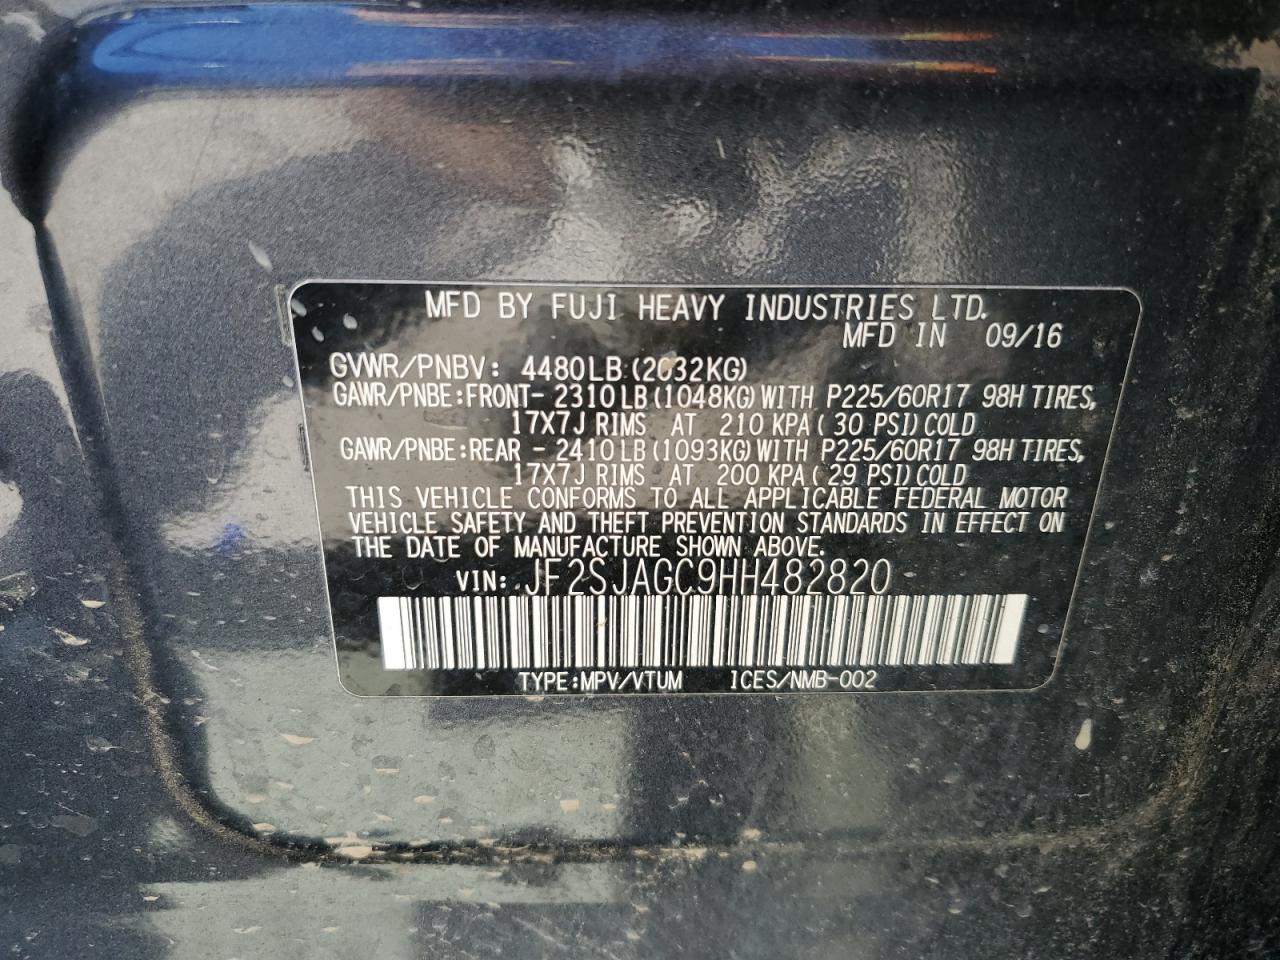 MFD BY FUJI HEAVY INDUSTRIES LTD.
MFD IN 09/16
GVWR/PNBV: 4480LB (2032KG)
GAWR/PNBE:FRONT- 2310LB (1048KG) WITH P225/60R17 98H TIRES,
17X7J RIMS AT 210 KPA ( 30 PSI) COLD
GAWR/PNBE:REAR - 2410LB (1093KG) WITH P225/60R17 98H TIRES,
17X7J RIMS AT 200 KPA ( 29 PSI) COLD
THIS VEHICLE CONFORMS TO ALL APPLICABLE FEDERAL MOTOR
VEHICLE SAFETY AND THEFT PREVENTION STANDARDS IN EFFECT ON
THE DATE OF MANUFACTURE SHOWN ABOVE.
VIN: JF2SJAGC9HH482820
TYPE:MPV/VTUM ICES/NMB-002